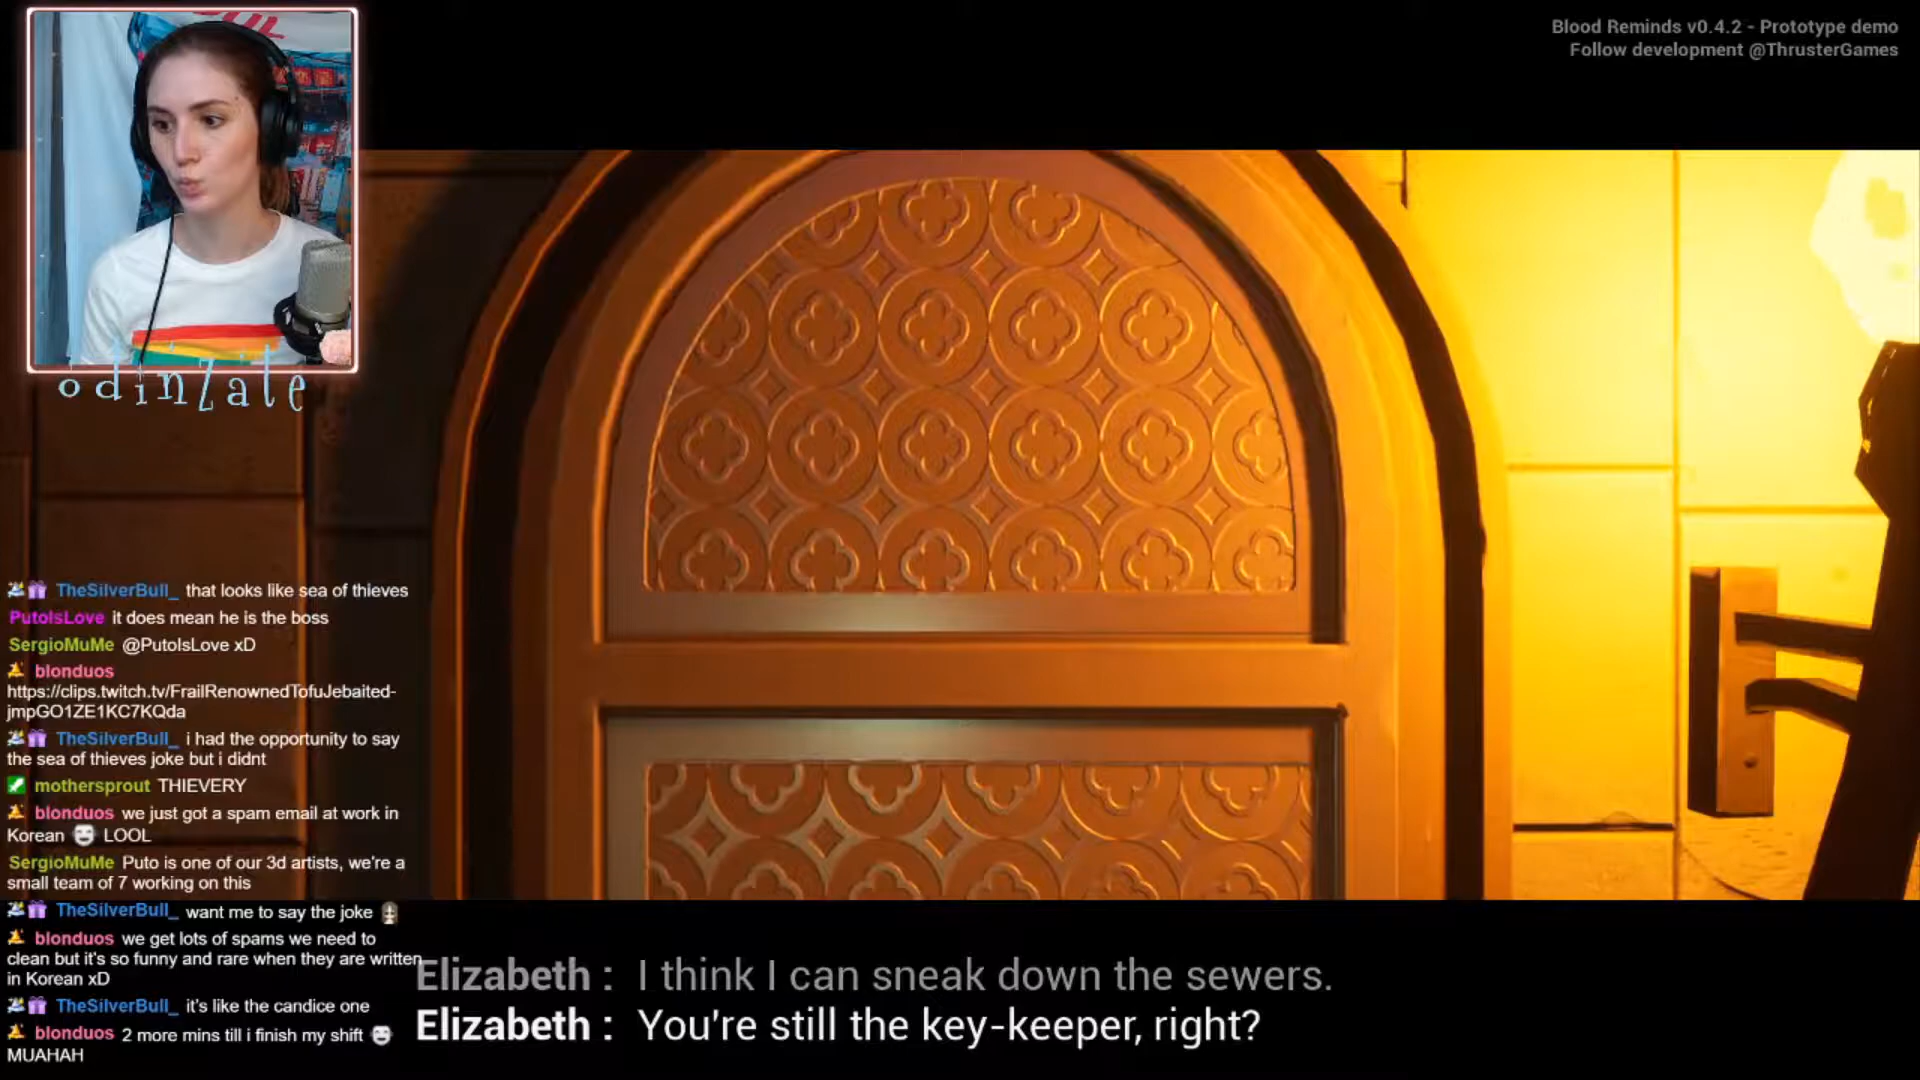 Blood Reminds v0.4.2 - Prototype demo
Follow development @ThrusterGames
odinzate
TheSilverBull_ that looks like sea of thieves
PutoIsLove it does mean he is the boss
SergioMuMe @PutoIsLove xD
blonduos
https://clips.twitch.tv/FrailRenownedTofuJebaited-
jmpGO1ZE1KC7KQda
TheSilverBull_ i had the opportunity to say
the sea of thieves joke but i didnt
mothersprout THIEVERY
blonduos we just got a spam email at work in
Korean LOOL
SergioMuMe Puto is one of our 3d artists, we're a
small team of 7 working on this
TheSilverBull_ want me to say the joke
blonduos we get lots of spams we need to
clean but it's so funny and rare when they are written
in Korean xD
TheSilverBull_ it's like the candice one
blonduos 2 more mins till i finish my shift
MUAHAH
Elizabeth : I think I can sneak down the sewers.
Elizabeth : You're still the key-keeper, right?